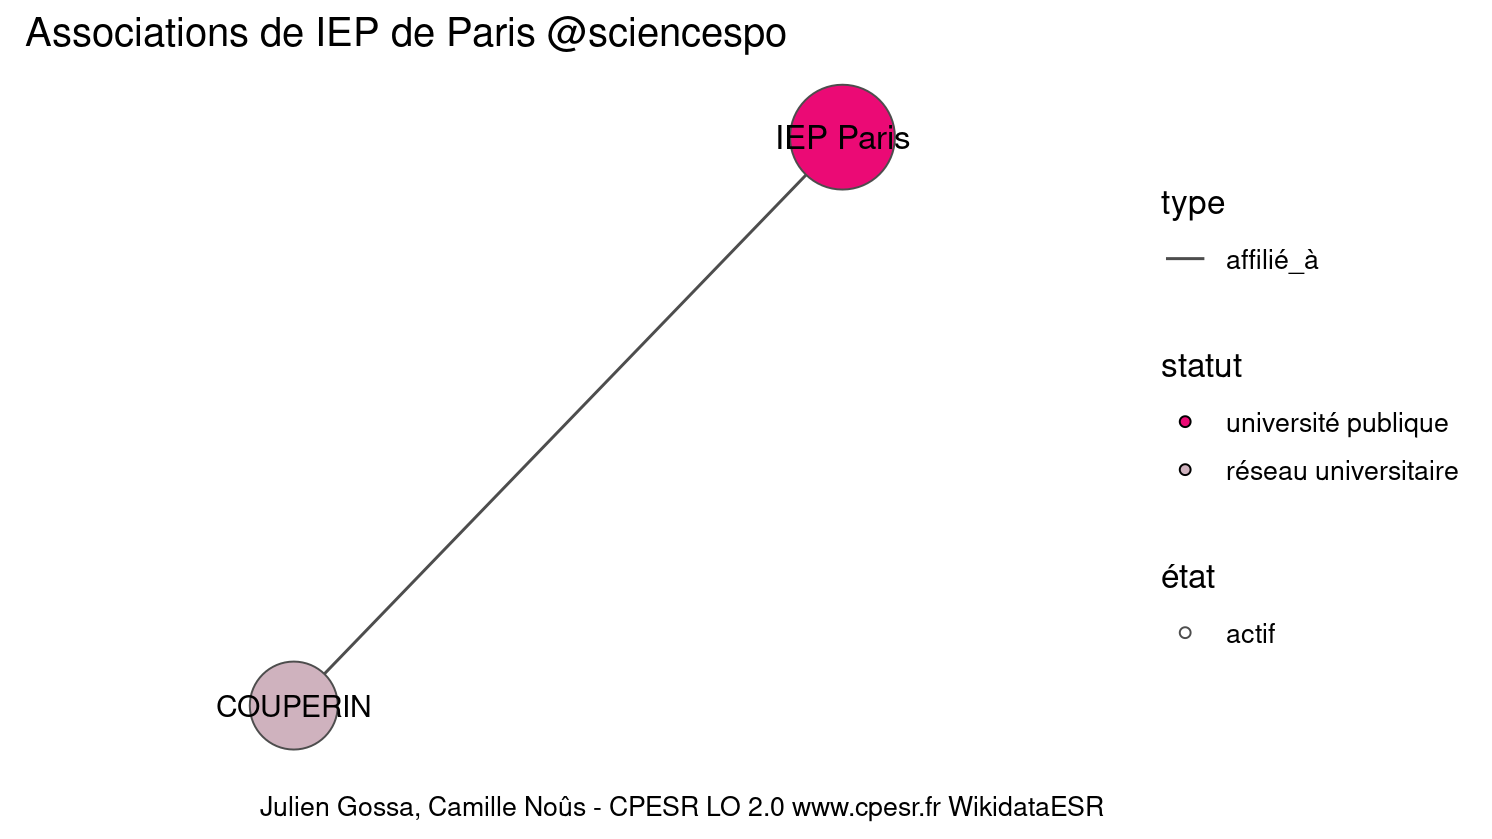 Associations de IEP de Paris @sciencespo
IEP Paris
COUPERIN
type
affilié_à
statut
université publique
réseau universitaire
état
actif
Julien Gossa, Camille Noûs - CPESR LO 2.0 www.cpesr.fr WikidataESR